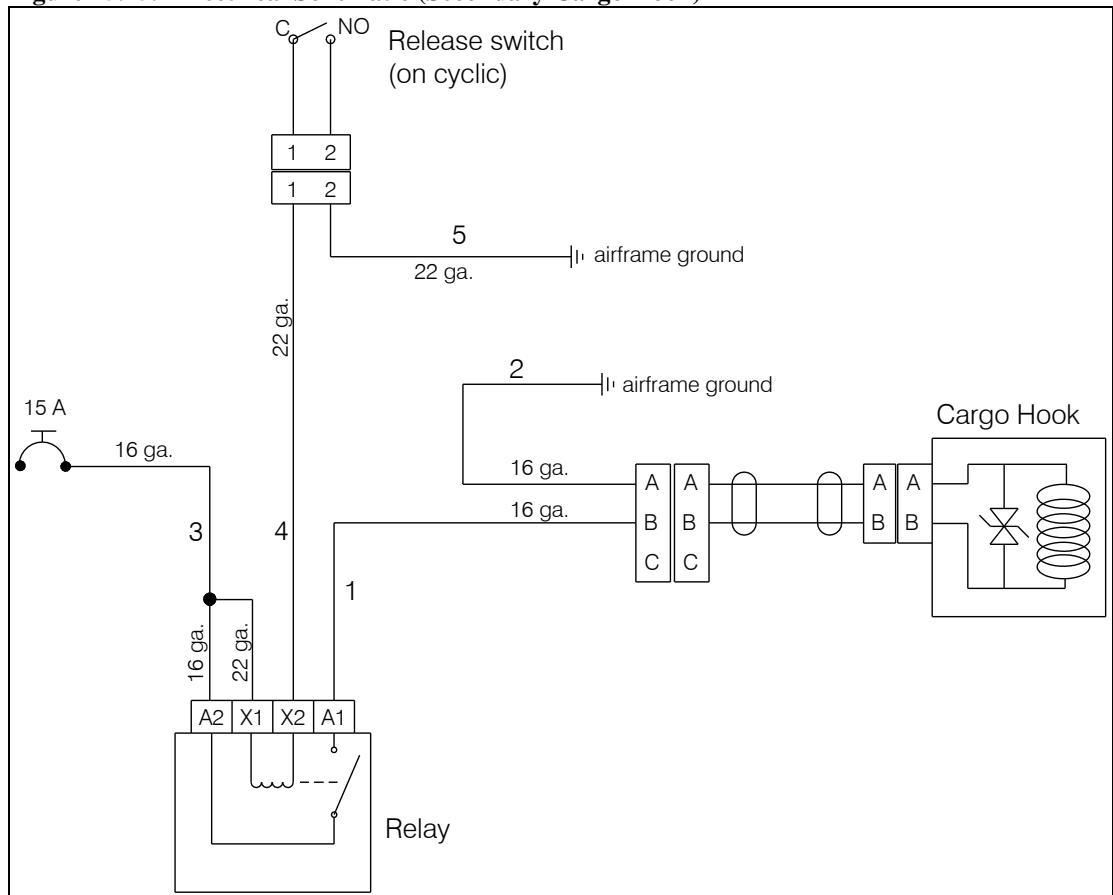 C NO
Release switch
(on cyclic)
1 2
1 2
5
22 ga.
airframe ground
22 ga.
2
airframe ground
15 A
16 ga.
Cargo Hook
16 ga.
A A A A
16 ga.
B B B B
C C
3
4
1
16 ga.
22 ga.
A2 X1 X2 A1
Relay